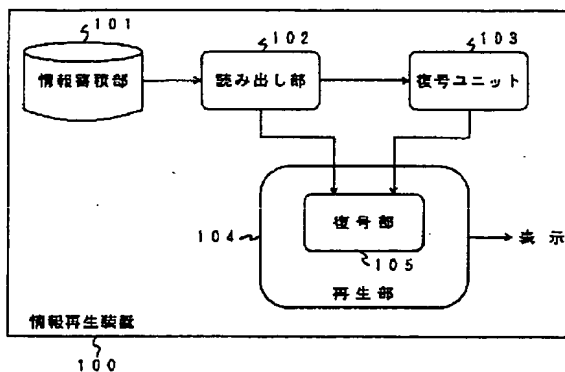 101
102
103
情報蓄積部
読み出し部
復号ユニット
104
復号部
表示
105
再生部
情報再生装置
100